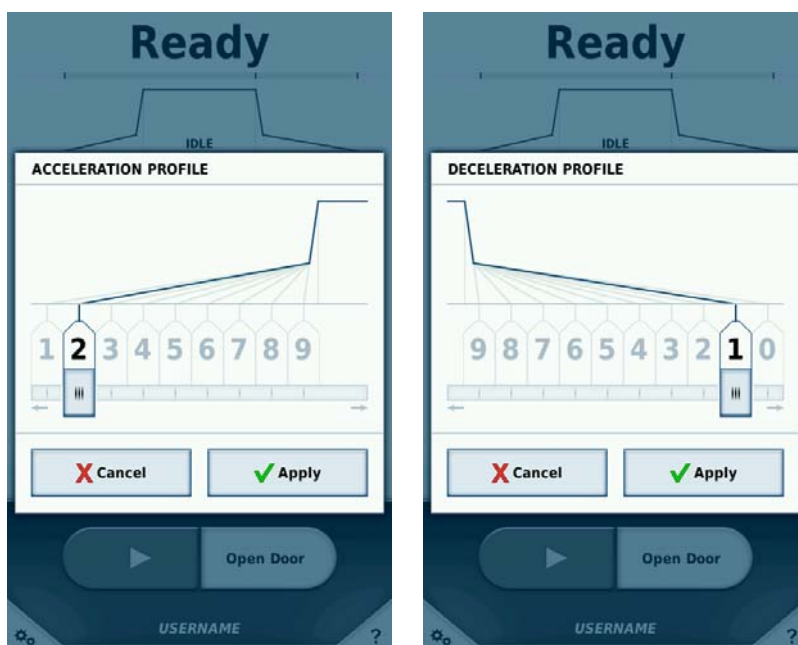 Ready
IDLE
ACCELERATION PROFILE
1 2 3 4 5 6 7 8 9
X Cancel
✓ Apply
Open Door
USERNAME
?
Ready
IDLE
DECELERATION PROFILE
9 8 7 6 5 4 3 2 1 0
X Cancel
✓ Apply
Open Door
USERNAME
?